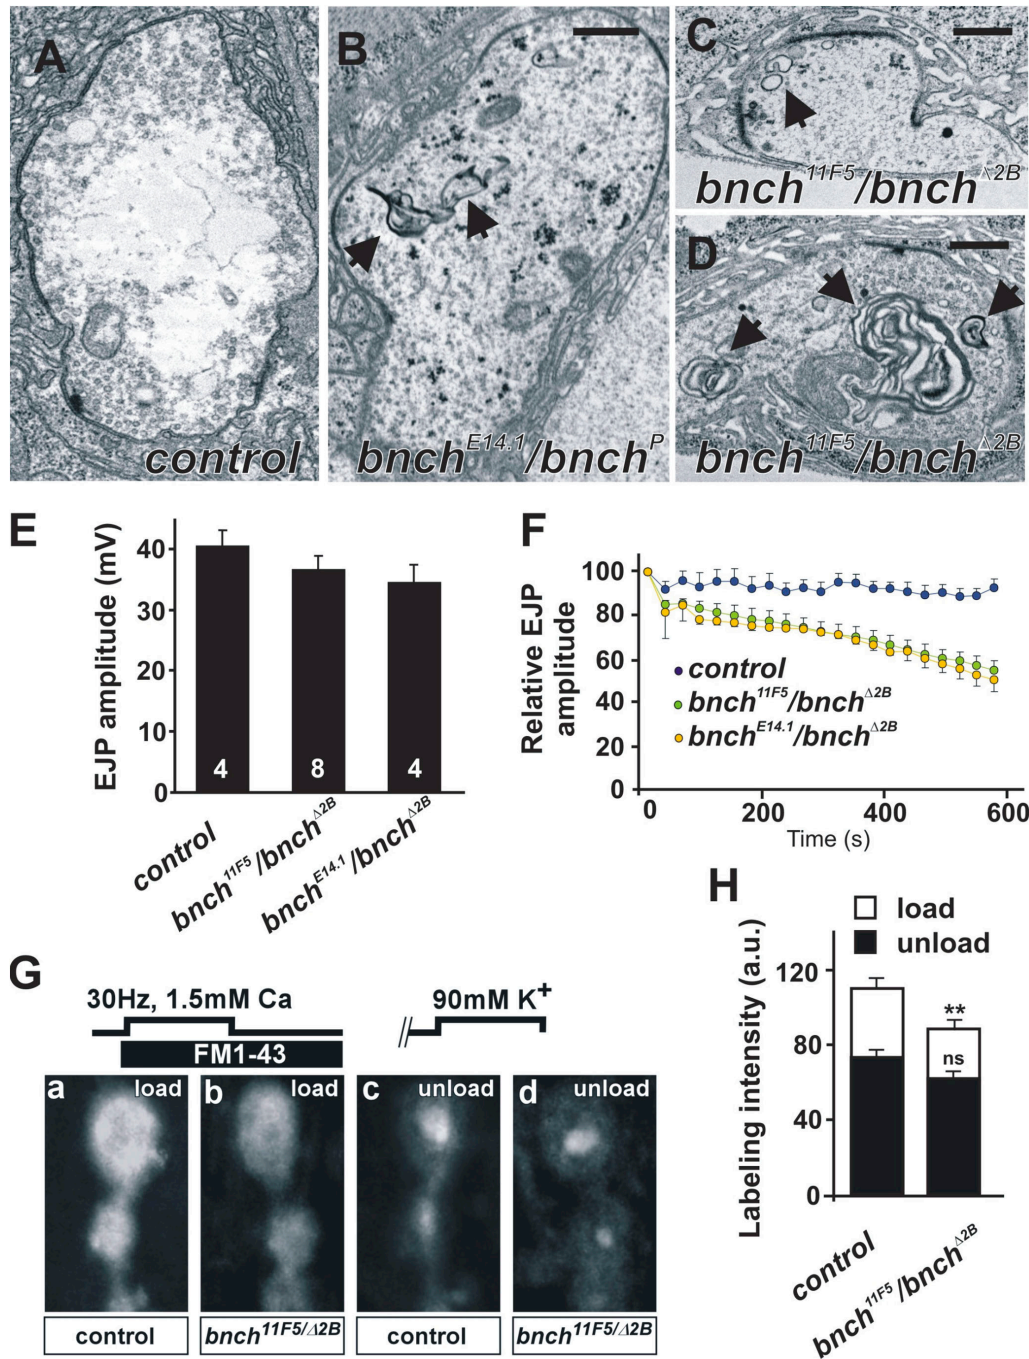 A
control
B
bnch^E14.1/bnch^P
C
bnch^11F5/bnch^Δ2B
D
bnch^11F5/bnch^Δ2B
E
EJP amplitude (mV)
40
30
20
10
0
4
8
4
control
bnch^11F5/bnch^Δ2B
bnch^E14.1/bnch^Δ2B
F
Relative EJP
amplitude
100
80
60
40
20
0
control
bnch^11F5/bnch^Δ2B
bnch^E14.1/bnch^Δ2B
0
200
400
600
Time (s)
G
30Hz, 1.5mM Ca
FM1-43
90mM K⁺
//
a
load
b
load
c
unload
d
unload
control
bnch^11F5/Δ2B
control
bnch^11F5/Δ2B
H
load
unload
Labeling intensity (a.u.)
120
80
40
0
**
ns
control
bnch^11F5/bnch^Δ2B